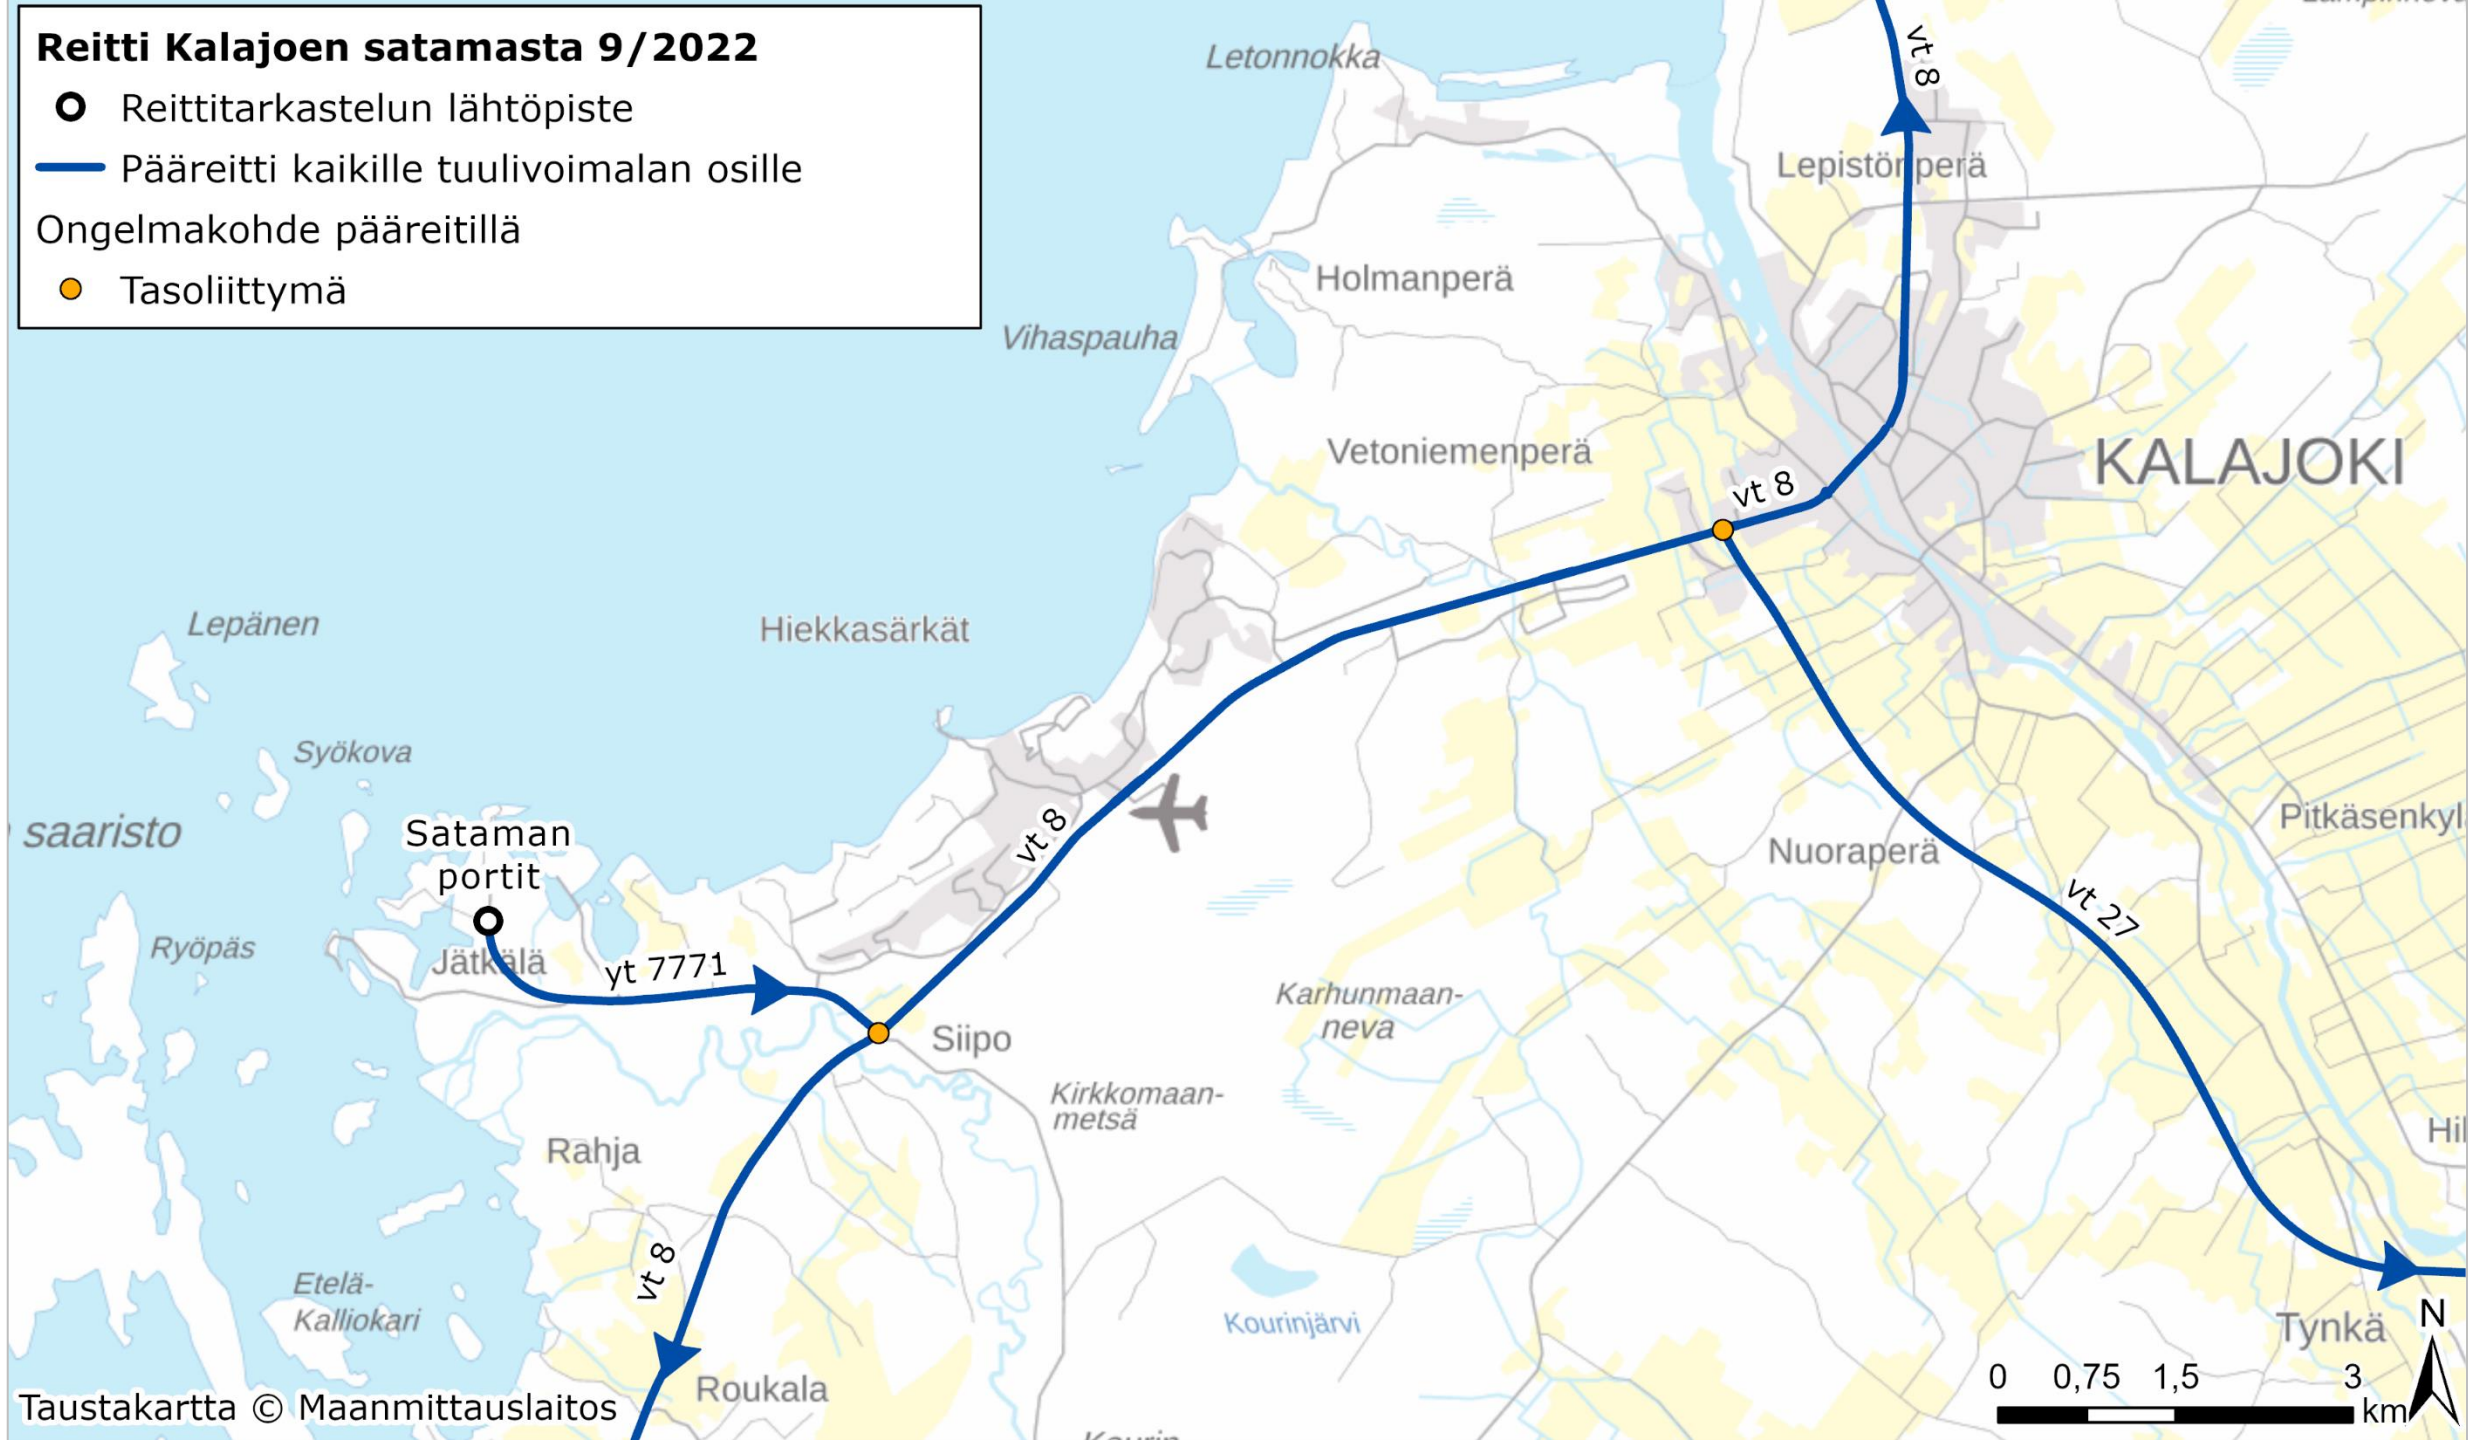 Reitti Kalajoen satamasta 9/2022
Reittitarkastelun lähtöpiste
Pääreitti kaikille tuulivoimalan osille
Ongelmakohde pääreitillä
Tasoliittymä
Letonnokka
vt 8
Lepistönperä
Holmanperä
Vihaspauha
Vetoniemenperä
KALAJOKI
vt 8
Lepänen
Hiekkasärkät
Syökova
saaristo
Sataman
portit
vt 8
Pitkäsenkyl
Nuoraperä
vt 27
Ryöpäs
Jätkälä
yt 7771
Karhunmaan-
neva
Siipo
Kirkkomaan-
metsä
Rahja
Hil
vt 8
Etelä-
Kalliokari
Kourinjärvi
Tynkä
N
Roukala
0 0,75 1,5 3
km
Taustakartta © Maanmittauslaitos